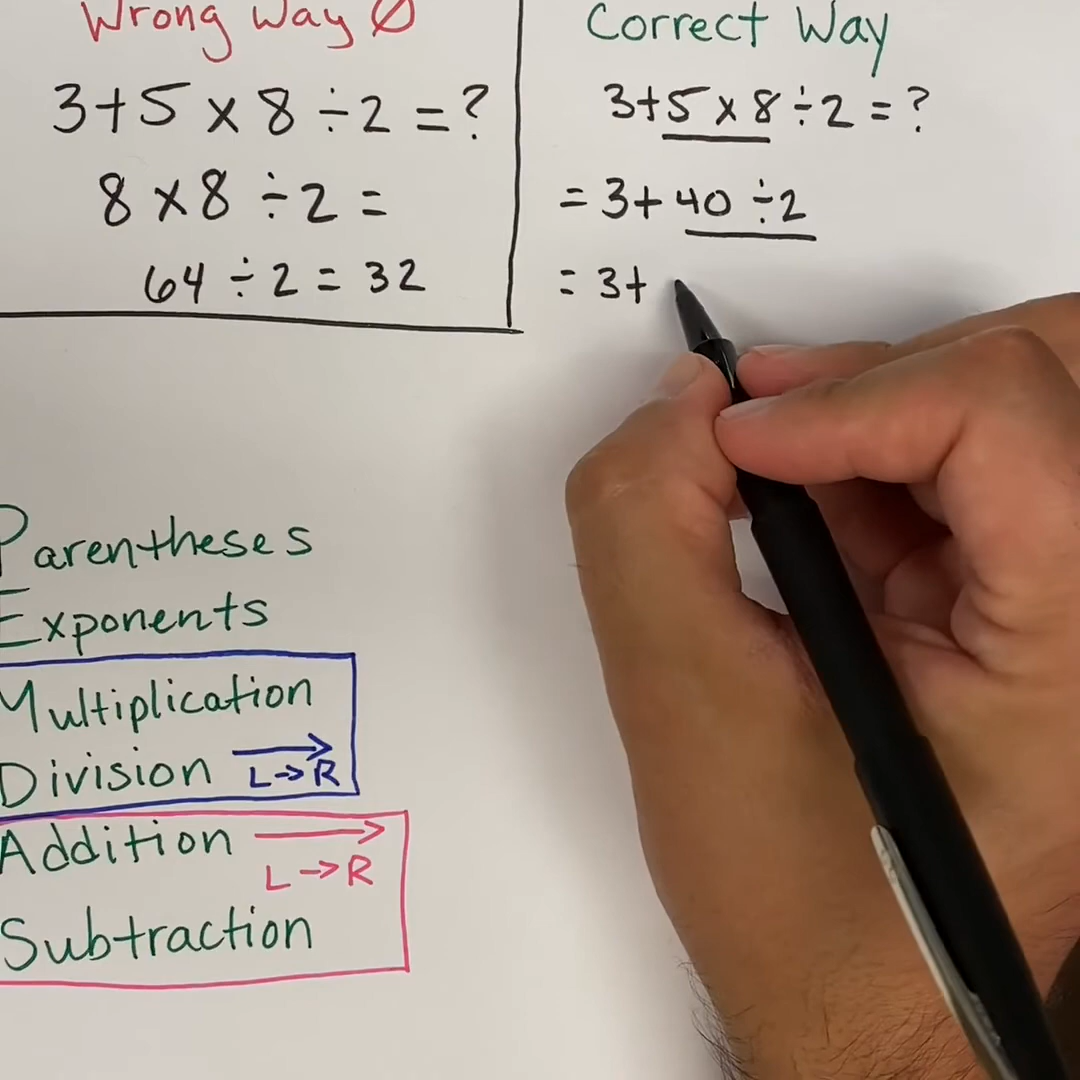 Wrong Way Ø
3+5 × 8 ÷ 2 = ?
8 × 8 ÷ 2 =
64 ÷ 2 = 32
Correct Way
3+5 × 8 ÷ 2 = ?
= 3+ 40 ÷ 2
= 3+
Parentheses
Exponents
Multiplication
Division
L→R
Addition
L→R
Subtraction